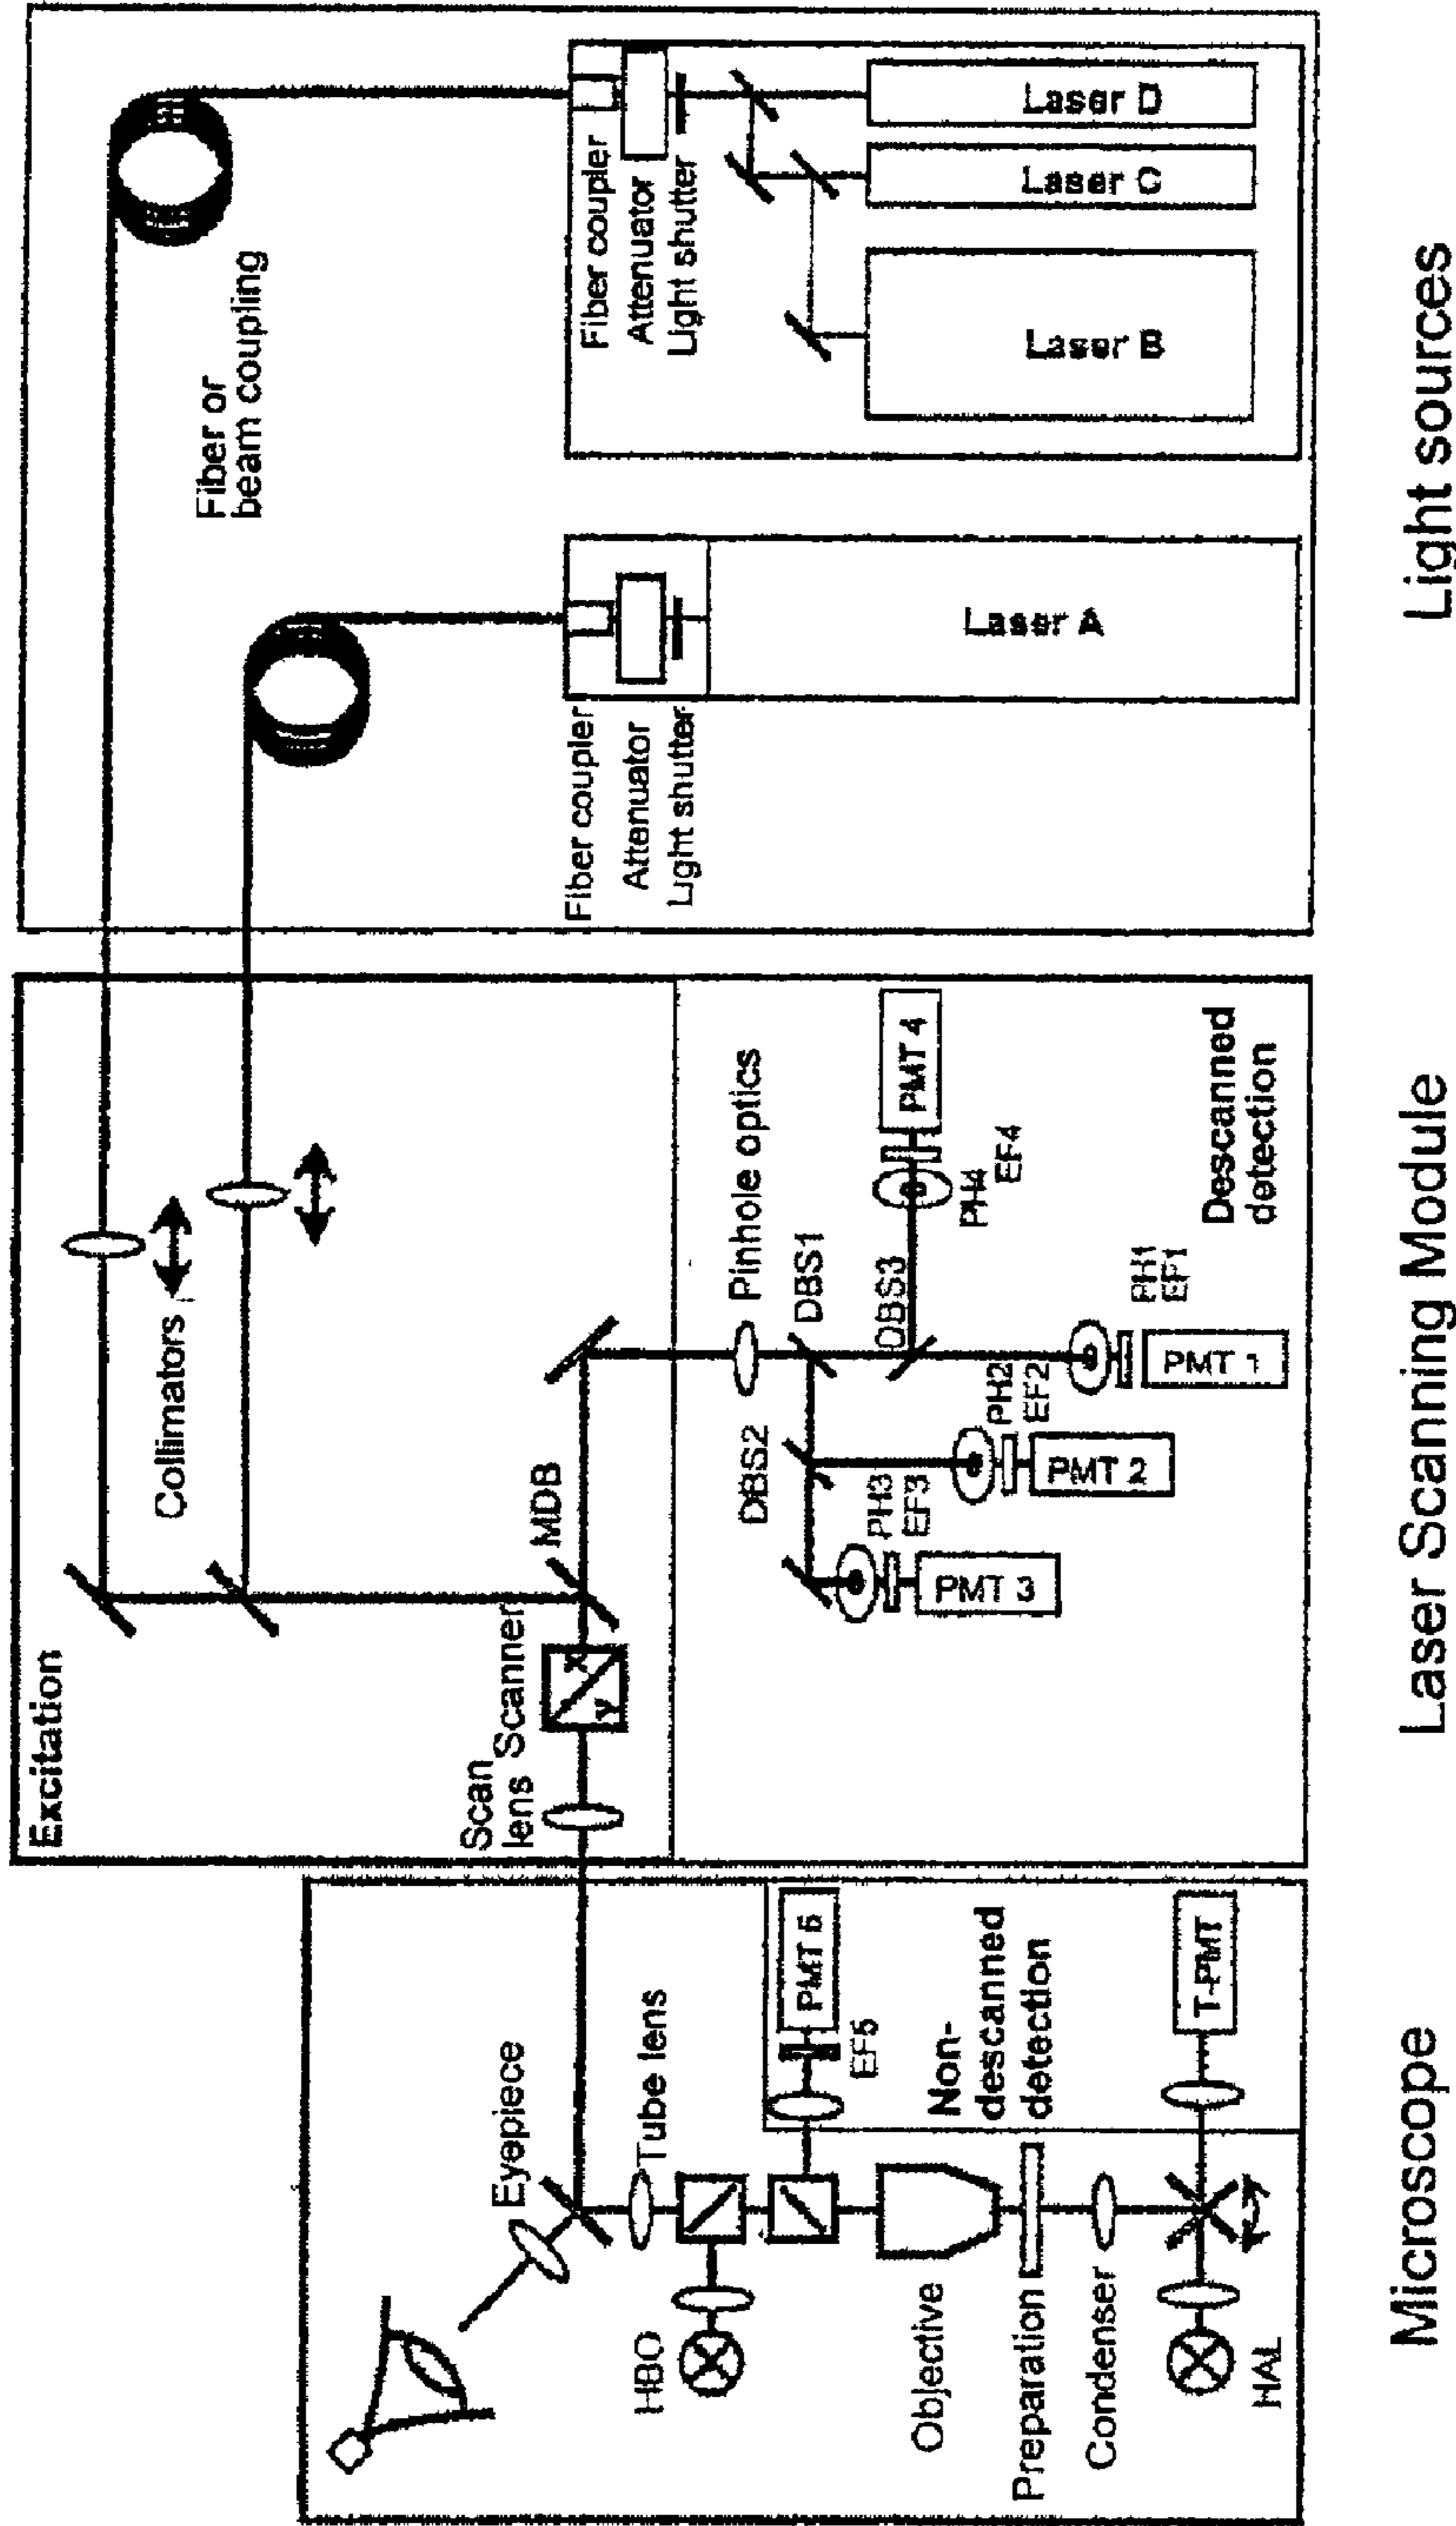 Microscope
Laser Scanning Module
Light sources
Eyepiece
Tube lens
HBO
PMT 5
EF5
Non-
descanned
detection
Objective
Preparation
Condenser
HAL
T-PMT
Excitation
Collimators
Scan
lens
Scanner
MDB
Pinhole optics
DBS1
DBS2
DBS3
PH4
EF4
PMT 4
PH3
EF3
PMT 3
PH2
EF2
PMT 2
PH1
EF1
PMT 1
Descanned
detection
x
y
Fiber or
beam coupling
Fiber coupler
Attenuator
Light shutter
Laser A
Fiber coupler
Attenuator
Light shutter
Laser B
Laser C
Laser D